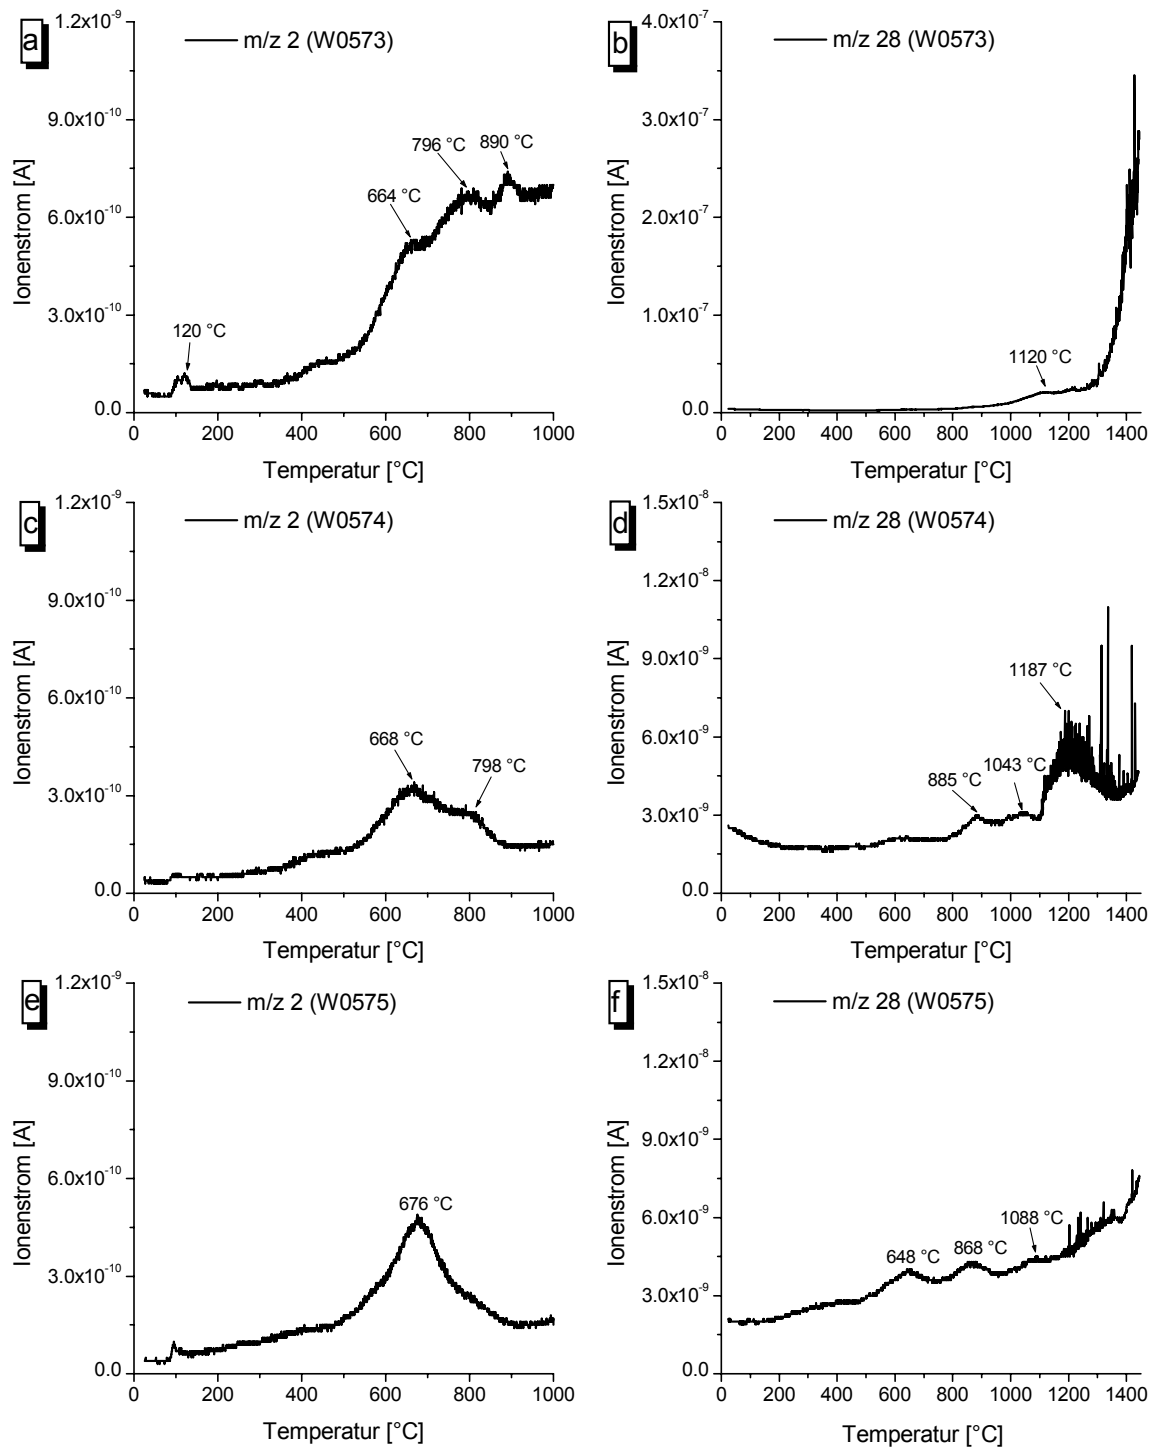 a
m/z 2 (W0573)
1.2x10⁻⁹
9.0x10⁻¹⁰
6.0x10⁻¹⁰
3.0x10⁻¹⁰
0.0
Ionenstrom [A]
120 °C
664 °C
796 °C
890 °C
0 200 400 600 800 1000
Temperatur [°C]
b
m/z 28 (W0573)
4.0x10⁻⁷
3.0x10⁻⁷
2.0x10⁻⁷
1.0x10⁻⁷
0.0
Ionenstrom [A]
1120 °C
0 200 400 600 800 1000 1200 1400
Temperatur [°C]
c
m/z 2 (W0574)
1.2x10⁻⁹
9.0x10⁻¹⁰
6.0x10⁻¹⁰
3.0x10⁻¹⁰
0.0
Ionenstrom [A]
668 °C
798 °C
0 200 400 600 800 1000
Temperatur [°C]
d
m/z 28 (W0574)
1.5x10⁻⁸
1.2x10⁻⁸
9.0x10⁻⁹
6.0x10⁻⁹
3.0x10⁻⁹
0.0
Ionenstrom [A]
885 °C
1043 °C
1187 °C
0 200 400 600 800 1000 1200 1400
Temperatur [°C]
e
m/z 2 (W0575)
1.2x10⁻⁹
9.0x10⁻¹⁰
6.0x10⁻¹⁰
3.0x10⁻¹⁰
0.0
Ionenstrom [A]
676 °C
0 200 400 600 800 1000
Temperatur [°C]
f
m/z 28 (W0575)
1.5x10⁻⁸
1.2x10⁻⁸
9.0x10⁻⁹
6.0x10⁻⁹
3.0x10⁻⁹
0.0
Ionenstrom [A]
648 °C
868 °C
1088 °C
0 200 400 600 800 1000 1200 1400
Temperatur [°C]